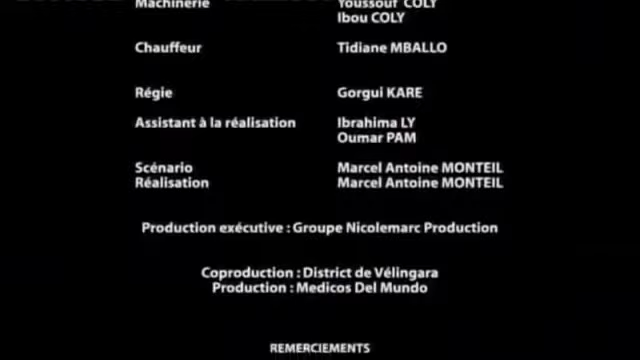 Machinerie Youssouf COLY
Ibou COLY
Chauffeur Tidiane MBALLO
Régie Gorgui KARE
Assistant à la réalisation Ibrahima LY
Oumar PAM
Scénario Marcel Antoine MONTEIL
Réalisation Marcel Antoine MONTEIL
Production exécutive : Groupe Nicolemarc Production
Coproduction : District de Vélingara
Production : Medicos Del Mundo
REMERCIEMENTS